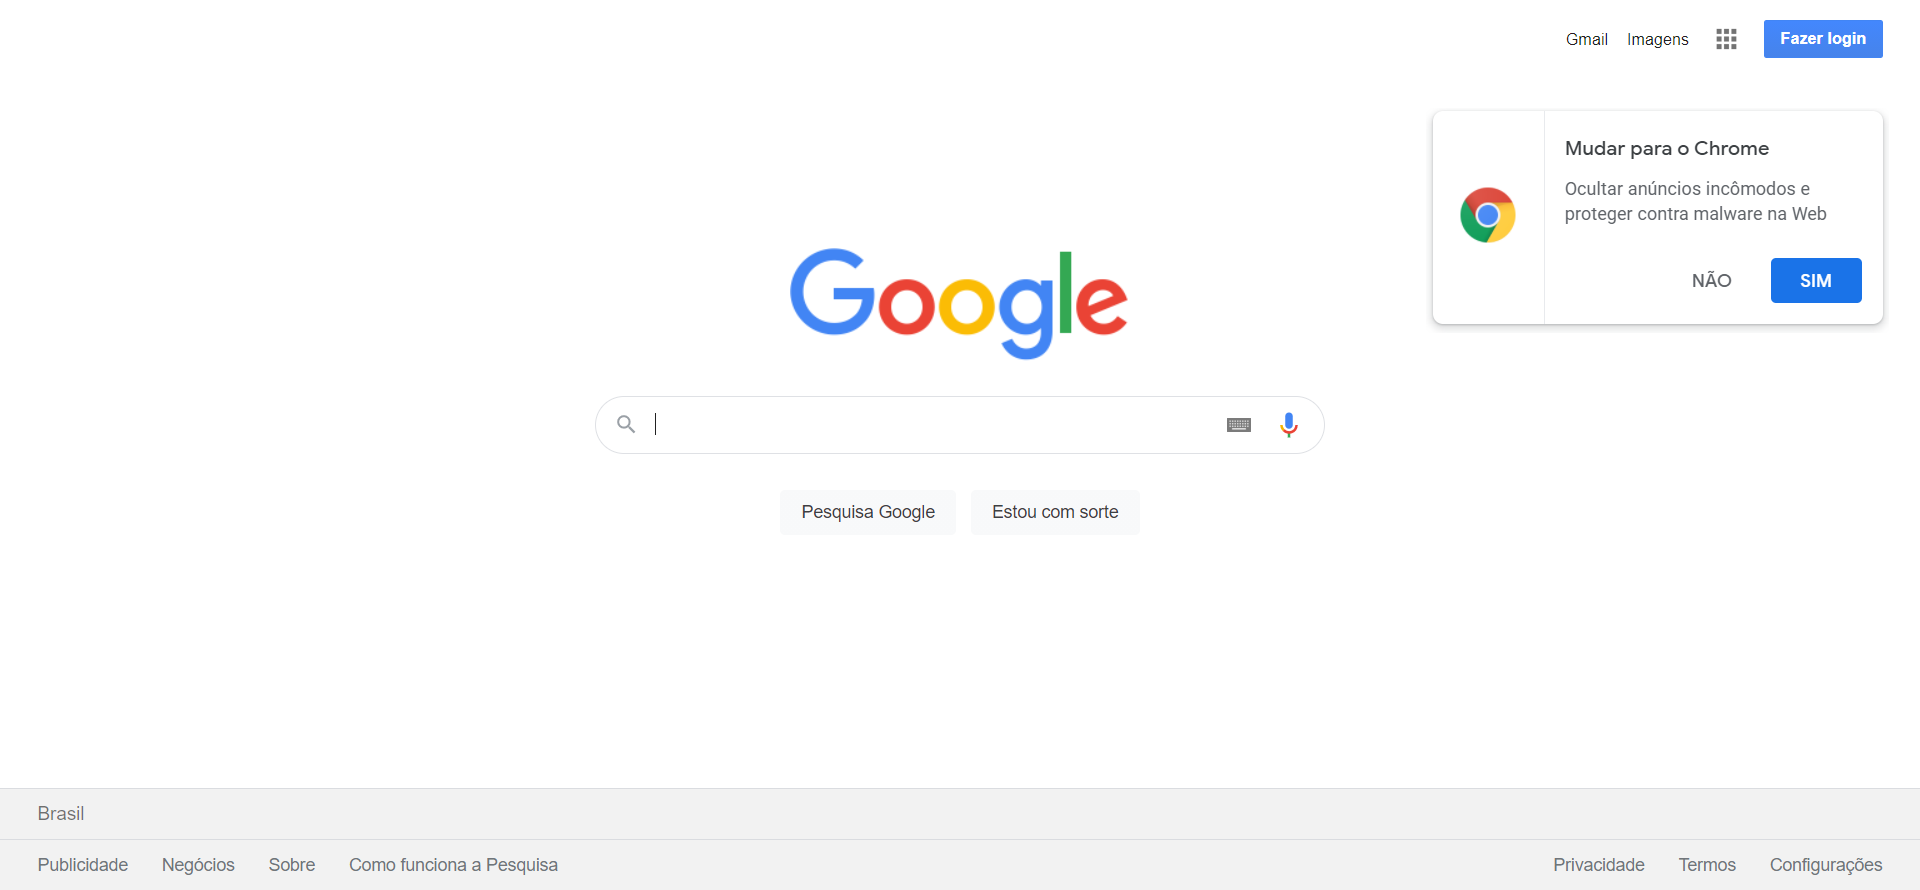 Gmail Imagens Fazer login
Mudar para o Chrome
Ocultar anúncios incômodos e
proteger contra malware na Web
NÃO SIM
Google
Pesquisa Google Estou com sorte
Brasil
Publicidade Negócios Sobre Como funciona a Pesquisa Privacidade Termos Configurações